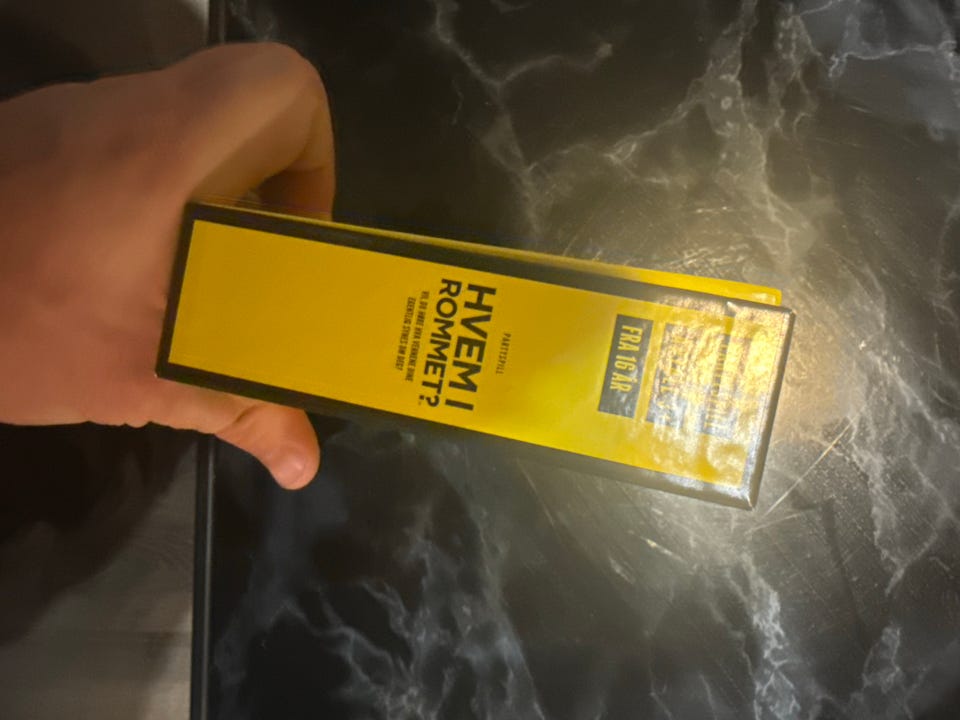 FRA 16 ÅR
PARTYSPILL
HVEM I
ROMMET?
VIL DU HØRE HVA VENNENE DINE
EGENTLIG SYNES OM DEG?